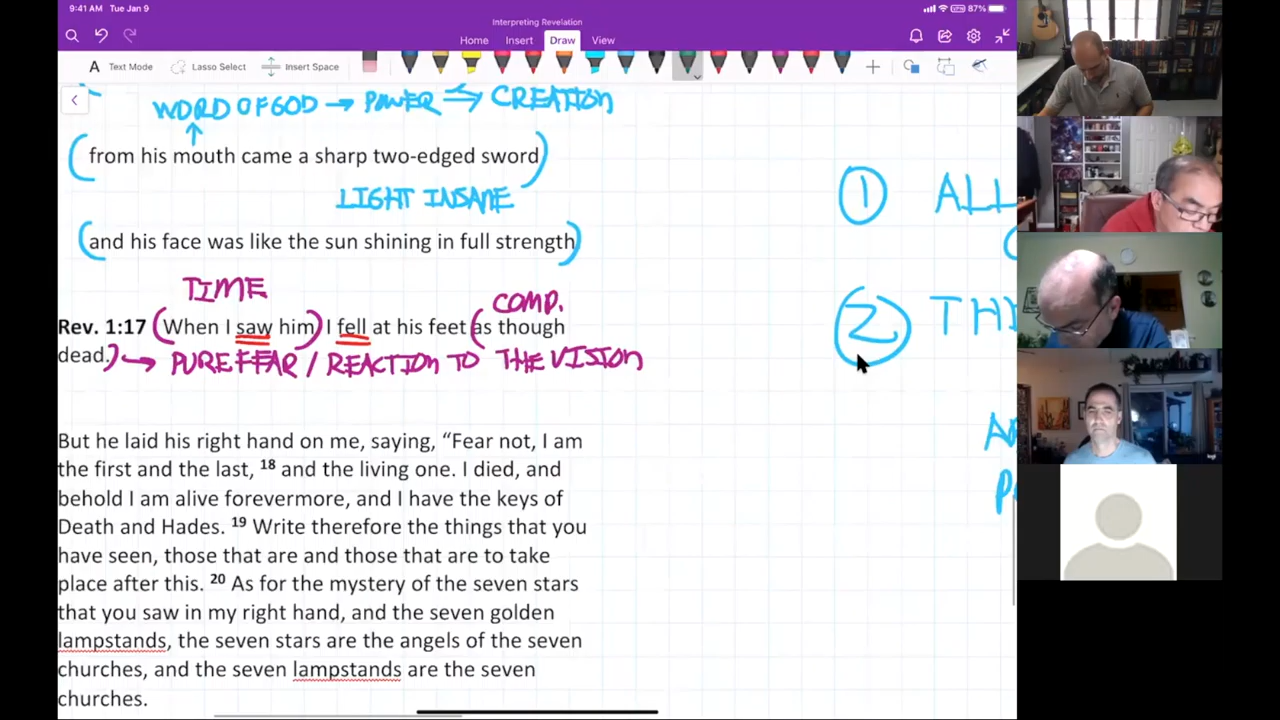 9:41 AM Tue Jan 9
VPN 87%
Interpreting Revelation
Home Insert Draw View
A Text Mode Lasso Select Insert Space
WORD OF GOD → POWER ⇒ CREATION
(from his mouth came a sharp two-edged sword)
LIGHT INSANE
(and his face was like the sun shining in full strength)
TIME
COMP.
Rev. 1:17 (When I saw him) I fell at his feet (as though
dead.) → PURE FEAR / REACTION TO THE VISION
But he laid his right hand on me, saying, “Fear not, I am
the first and the last, 18 and the living one. I died, and
behold I am alive forevermore, and I have the keys of
Death and Hades. 19 Write therefore the things that you
have seen, those that are and those that are to take
place after this. 20 As for the mystery of the seven stars
that you saw in my right hand, and the seven golden
lampstands, the seven stars are the angels of the seven
churches, and the seven lampstands are the seven
churches.
1 ALL
2 THI